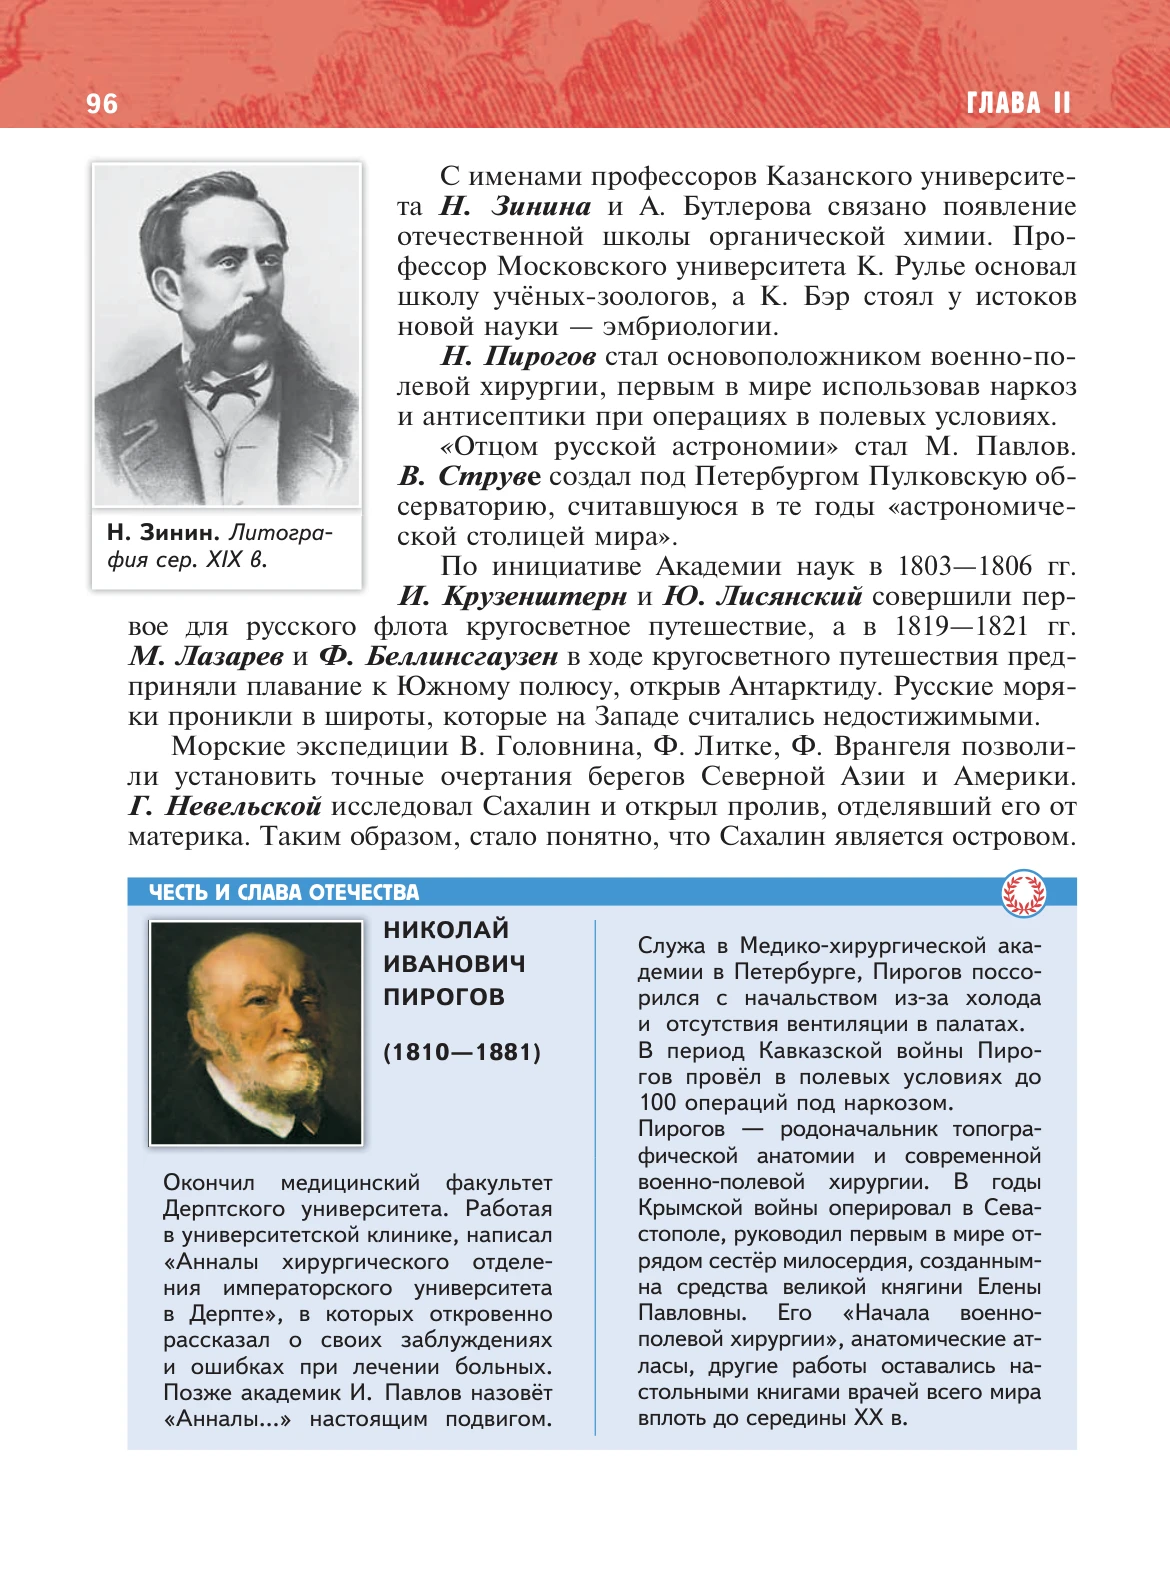 96
ГЛАВА II
С именами профессоров Казанского университе-
та Н. Зинина и А. Бутлерова связано появление
отечественной школы органической химии. Про-
фессор Московского университета К. Рулье основал
школу учёных-зоологов, а К. Бэр стоял у истоков
новой науки — эмбриологии.
Н. Пирогов стал основоположником военно-по-
левой хирургии, первым в мире использовав наркоз
и антисептики при операциях в полевых условиях.
«Отцом русской астрономии» стал М. Павлов.
В. Струве создал под Петербургом Пулковскую об-
серваторию, считавшуюся в те годы «астрономиче-
ской столицей мира».
По инициативе Академии наук в 1803—1806 гг.
И. Крузенштерн и Ю. Лисянский совершили пер-
вое для русского флота кругосветное путешествие, а в 1819—1821 гг.
М. Лазарев и Ф. Беллинсгаузен в ходе кругосветного путешествия пред-
приняли плавание к Южному полюсу, открыв Антарктиду. Русские моря-
ки проникли в широты, которые на Западе считались недостижимыми.
Морские экспедиции В. Головнина, Ф. Литке, Ф. Врангеля позволи-
ли установить точные очертания берегов Северной Азии и Америки.
Г. Невельской исследовал Сахалин и открыл пролив, отделявший его от
материка. Таким образом, стало понятно, что Сахалин является островом.
Н. Зинин. Литогра-
фия сер. XIX в.
ЧЕСТЬ И СЛАВА ОТЕЧЕСТВА
НИКОЛАЙ
ИВАНОВИЧ
ПИРОГОВ
(1810—1881)
Окончил медицинский факультет
Дерптского университета. Работая
в университетской клинике, написал
«Анналы хирургического отделе-
ния императорского университета
в Дерпте», в которых откровенно
рассказал о своих заблуждениях
и ошибках при лечении больных.
Позже академик И. Павлов назовёт
«Анналы...» настоящим подвигом.
Служа в Медико-хирургической ака-
демии в Петербурге, Пирогов поссо-
рился с начальством из-за холода
и отсутствия вентиляции в палатах.
В период Кавказской войны Пиро-
гов провёл в полевых условиях до
100 операций под наркозом.
Пирогов — родоначальник топогра-
фической анатомии и современной
военно-полевой хирургии. В годы
Крымской войны оперировал в Сева-
стополе, руководил первым в мире от-
рядом сестёр милосердия, созданным-
на средства великой княгини Елены
Павловны. Его «Начала военно-
полевой хирургии», анатомические ат-
ласы, другие работы оставались на-
стольными книгами врачей всего мира
вплоть до середины XX в.